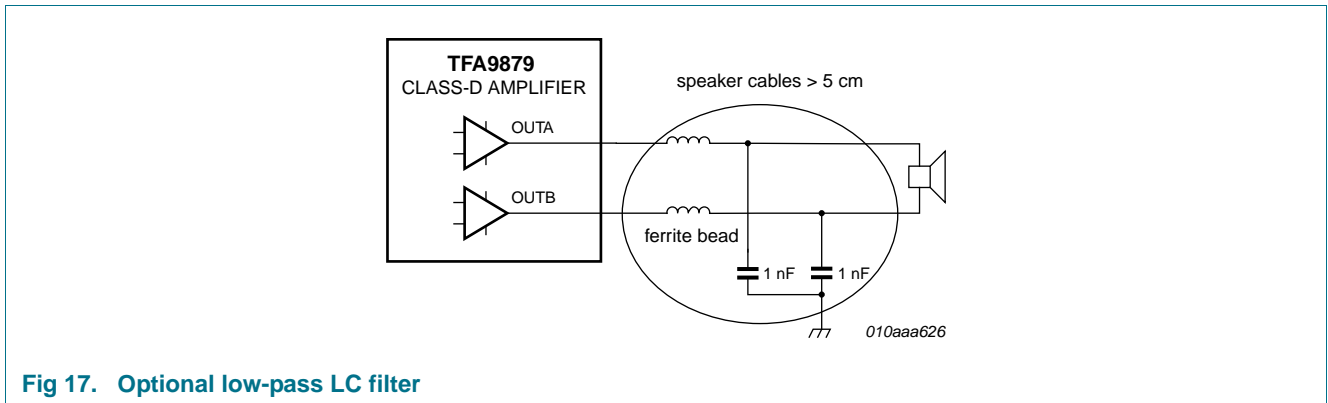 TFA9879
CLASS-D AMPLIFIER
speaker cables > 5 cm
OUTA
OUTB
ferrite bead
1 nF
1 nF
010aaa626
Fig 17. Optional low-pass LC filter